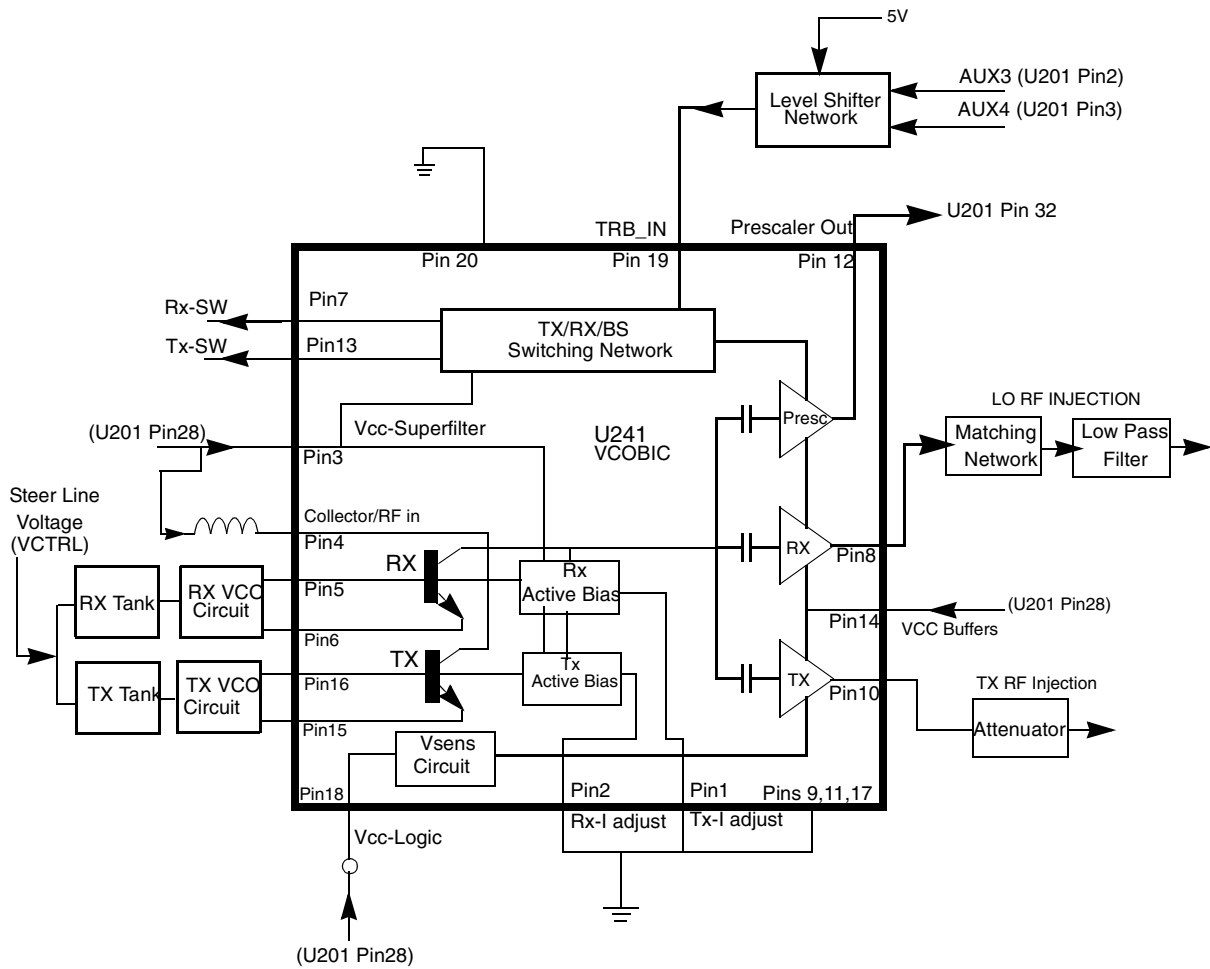 5V
AUX3 (U201 Pin2)
Level Shifter
Network
AUX4 (U201 Pin3)
U201 Pin 32
TRB_IN
Prescaler Out
Pin 20
Pin 19
Pin 12
Rx-SW
Pin7
TX/RX/BS
Switching Network
Tx-SW
Pin13
Presc
LO RF INJECTION
(U201 Pin28)
Vcc-Superfilter
U241
VCOBIC
Matching
Network
Low Pass
Filter
Pin3
Steer Line
Voltage
(VCTRL)
Collector/RF in
Pin4
RX
RX
Pin8
Rx
Active Bias
RX Tank
RX VCO
Circuit
Pin5
Pin6
(U201 Pin28)
Pin14
VCC Buffers
TX
Tx
Active Bias
TX
Pin10
TX RF Injection
TX Tank
TX VCO
Circuit
Pin16
Pin15
Attenuator
Vsens
Circuit
Pin18
Pin2
Pin1
Pins 9,11,17
Rx-I adjust
Tx-I adjust
Vcc-Logic
(U201 Pin28)